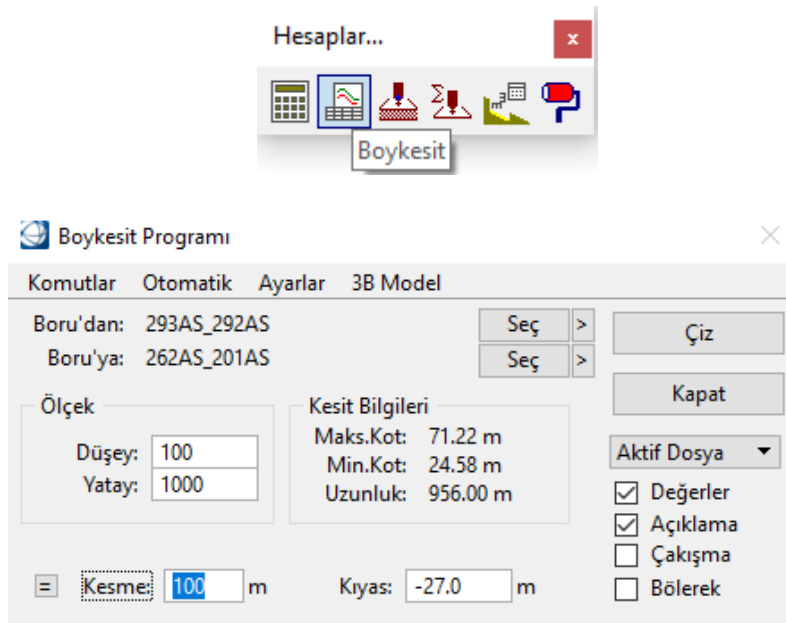 Hesaplar...
x
Boykesit
Boykesit Programı
Komutlar Otomatik Ayarlar 3B Model
Boru'dan: 293AS_292AS Seç >
Boru'ya: 262AS_201AS Seç >
Çiz
Kapat
Ölçek
Düşey: 100
Yatay: 1000
Kesit Bilgileri
Maks.Kot: 71.22 m
Min.Kot: 24.58 m
Uzunluk: 956.00 m
Aktif Dosya
Değerler
Açıklama
Çakışma
Bölerek
= Kesme: 100 m Kıyas: -27.0 m